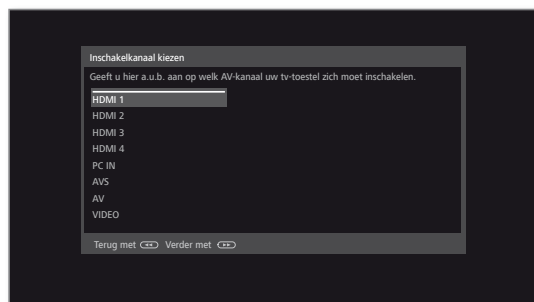 Inschakelkanaal kiezen
Geeft u hier a.u.b. aan op welk AV-kanaal uw tv-toestel zich moet inschakelen.
HDMI 1
HDMI 2
HDMI 3
HDMI 4
PC IN
AVS
AV
VIDEO
Terug met Verder met